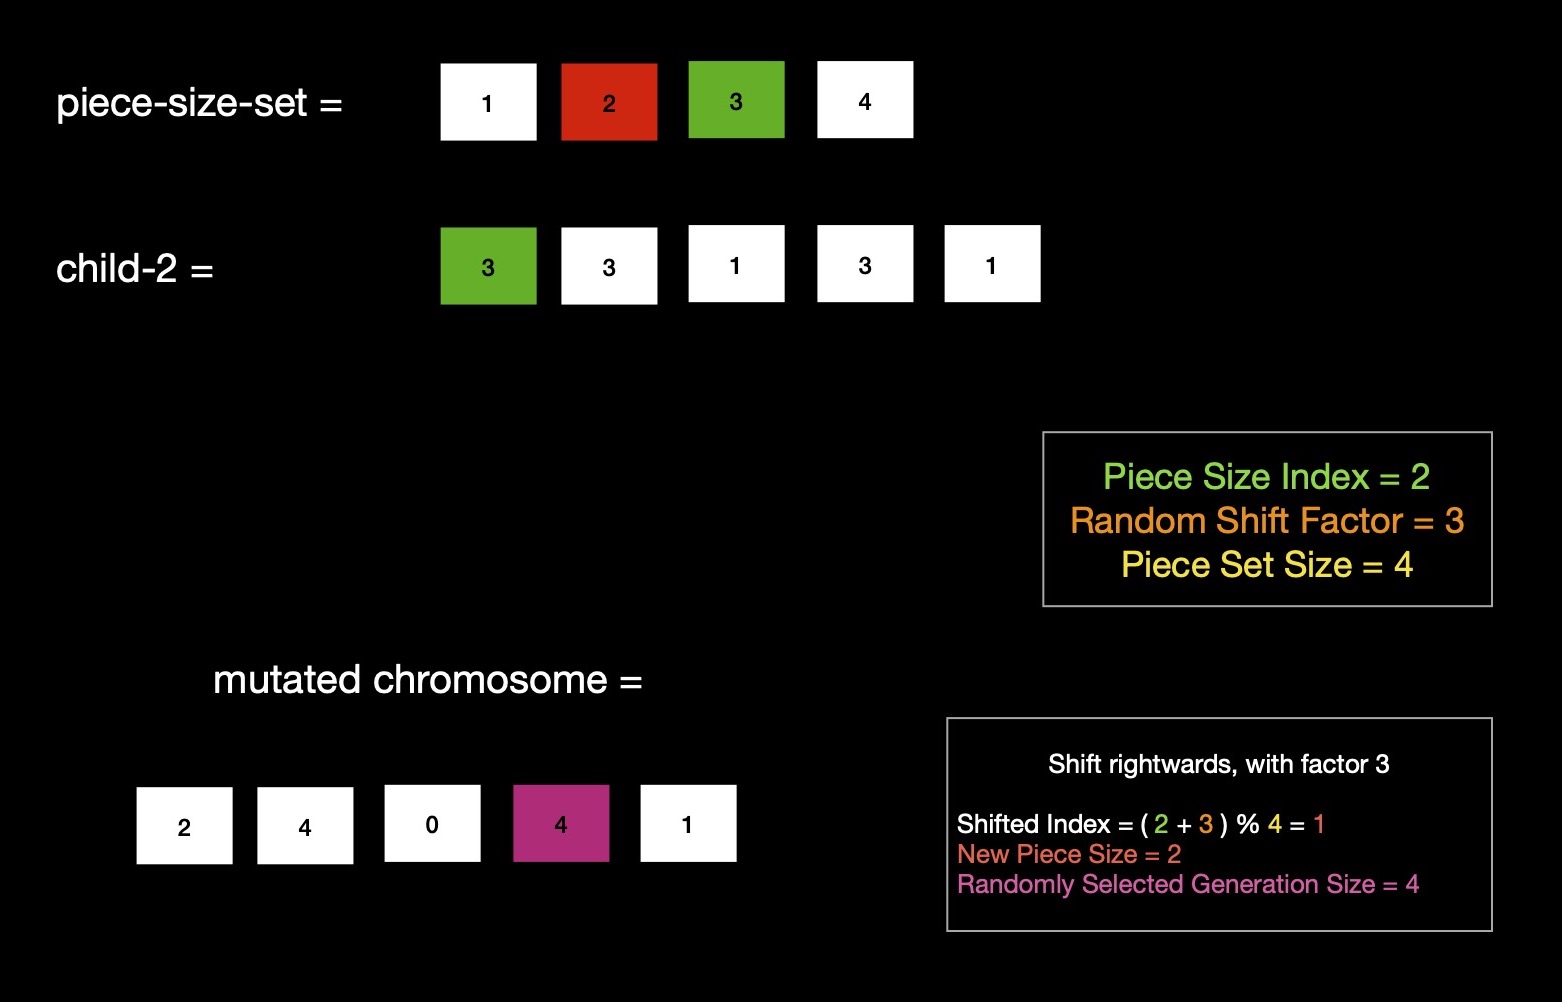 piece-size-set = 1 2 3 4
child-2 = 3 3 1 3 1
Piece Size Index = 2
Random Shift Factor = 3
Piece Set Size = 4
mutated chromosome =
2 4 0 4 1
Shift rightwards, with factor 3
Shifted Index = ( 2 + 3 ) % 4 = 1
New Piece Size = 2
Randomly Selected Generation Size = 4